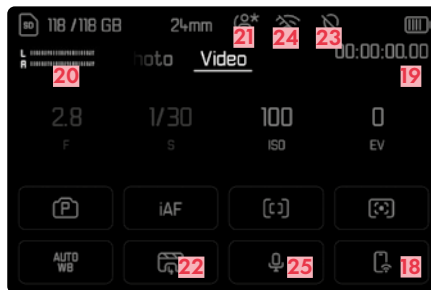 118 / 118 GB 24mm
21 24 23
L
R 20 hoto Video 00:00:00.00 19
2.8 1/30 100 0
F S ISO EV
P iAF
AUTO
WB 22 25 18